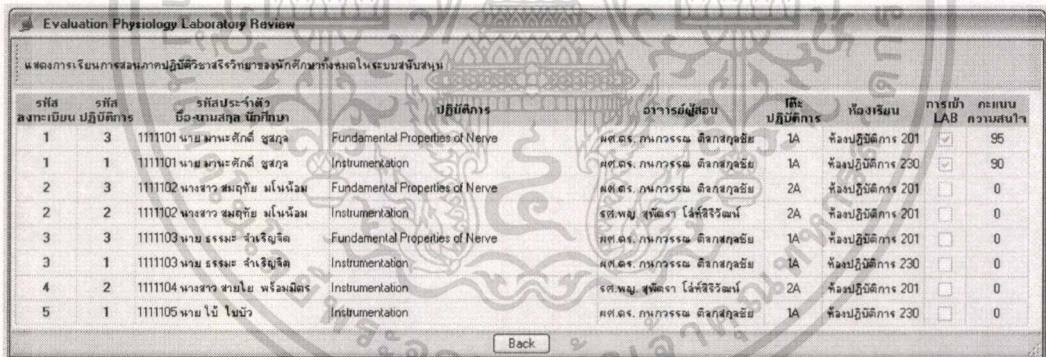 Evaluation Physiology Laboratory Review
แสดงการเรียนการสอนภาคปฏิบัติวิชาสรีรวิทยาของนักศึกษาทั้งหมดในระบบสนับสนุน
รหัส ลงทะเบียน รหัส ปฏิบัติการ รหัสประจำตัว ชื่อ-นามสกุล นักศึกษา ปฏิบัติการ อาจารย์ผู้สอน โต๊ะ ปฏิบัติการ ห้องเรียน การเข้า LAB คะแนน ความสนใจ
1 3 1111101 นาย มานะศักดิ์ ชูสกุล Fundamental Properties of Nerve ผศ.ดร. กนกวรรณ ติลกสกุลชัย 1A ห้องปฏิบัติการ 201 95
1 1 1111101 นาย มานะศักดิ์ ชูสกุล Instrumentation ผศ.ดร. กนกวรรณ ติลกสกุลชัย 1A ห้องปฏิบัติการ 230 90
2 3 1111102 นางสาว สมฤทัย มโนน้อม Fundamental Properties of Nerve ผศ.ดร. กนกวรรณ ติลกสกุลชัย 2A ห้องปฏิบัติการ 201 0
2 2 1111102 นางสาว สมฤทัย มโนน้อม Instrumentation รศ.พญ. สุพัตรา โล่ห์สิริวัฒน์ 2A ห้องปฏิบัติการ 201 0
3 3 1111103 นาย ธรรมะ จำเริญจิต Fundamental Properties of Nerve ผศ.ดร. กนกวรรณ ติลกสกุลชัย 1A ห้องปฏิบัติการ 201 0
3 1 1111103 นาย ธรรมะ จำเริญจิต Instrumentation ผศ.ดร. กนกวรรณ ติลกสกุลชัย 1A ห้องปฏิบัติการ 230 0
4 2 1111104 นางสาว สายใย พร้อมมิตร Instrumentation รศ.พญ. สุพัตรา โล่ห์สิริวัฒน์ 2A ห้องปฏิบัติการ 201 0
5 1 1111105 นาย ใบ้ ใบบัว Instrumentation ผศ.ดร. กนกวรรณ ติลกสกุลชัย 1A ห้องปฏิบัติการ 230 0
Back